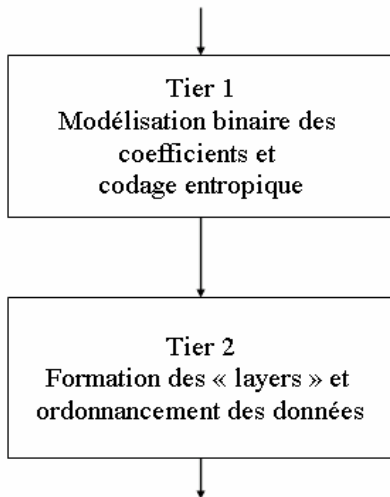 Tier 1
Modélisation binaire des
coefficients et
codage entropique
Tier 2
Formation des « layers » et
ordonnancement des données